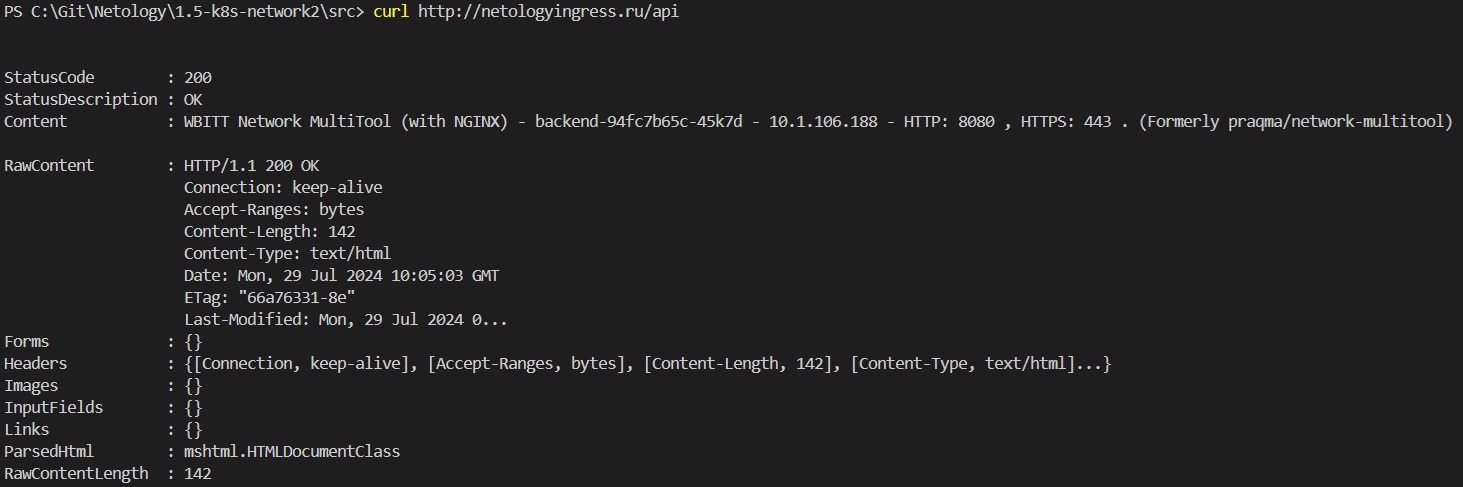 PS C:\Git\Netology\1.5-k8s-network2\src> curl http://netologyingress.ru/api
StatusCode        : 200
StatusDescription : OK
Content           : WBITT Network MultiTool (with NGINX) - backend-94fc7b65c-45k7d - 10.1.106.188 - HTTP: 8080 , HTTPS: 443 . (Formerly praqma/network-multitool)
RawContent        : HTTP/1.1 200 OK
                    Connection: keep-alive
                    Accept-Ranges: bytes
                    Content-Length: 142
                    Content-Type: text/html
                    Date: Mon, 29 Jul 2024 10:05:03 GMT
                    ETag: "66a76331-8e"
                    Last-Modified: Mon, 29 Jul 2024 0...
Forms             : {}
Headers           : {[Connection, keep-alive], [Accept-Ranges, bytes], [Content-Length, 142], [Content-Type, text/html]...}
Images            : {}
InputFields       : {}
Links             : {}
ParsedHtml        : mshtml.HTMLDocumentClass
RawContentLength  : 142